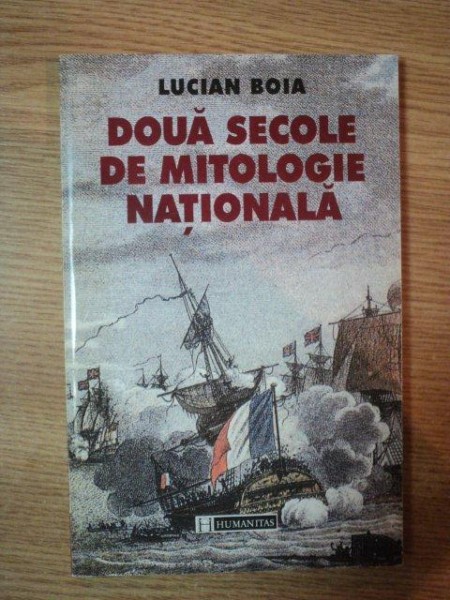 LUCIAN BOIA
DOUĂ SECOLE
DE MITOLOGIE
NAȚIONALĂ
H HUMANITAS